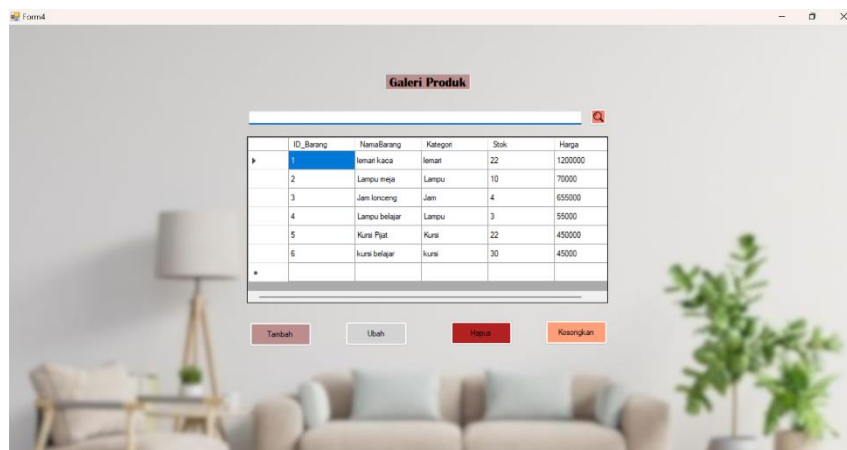 Form4
Galeri Produk
ID_Barang NamaBarang Kategori Stok Harga
1 lemari kaca lemari 22 1200000
2 Lampu meja Lampu 10 70000
3 Jam lonceng Jam 4 655000
4 Lampu belajar Lampu 3 55000
5 Kursi Pijat Kursi 22 450000
6 kursi belajar kursi 30 45000
Tambah Ubah Hapus Kosongkan